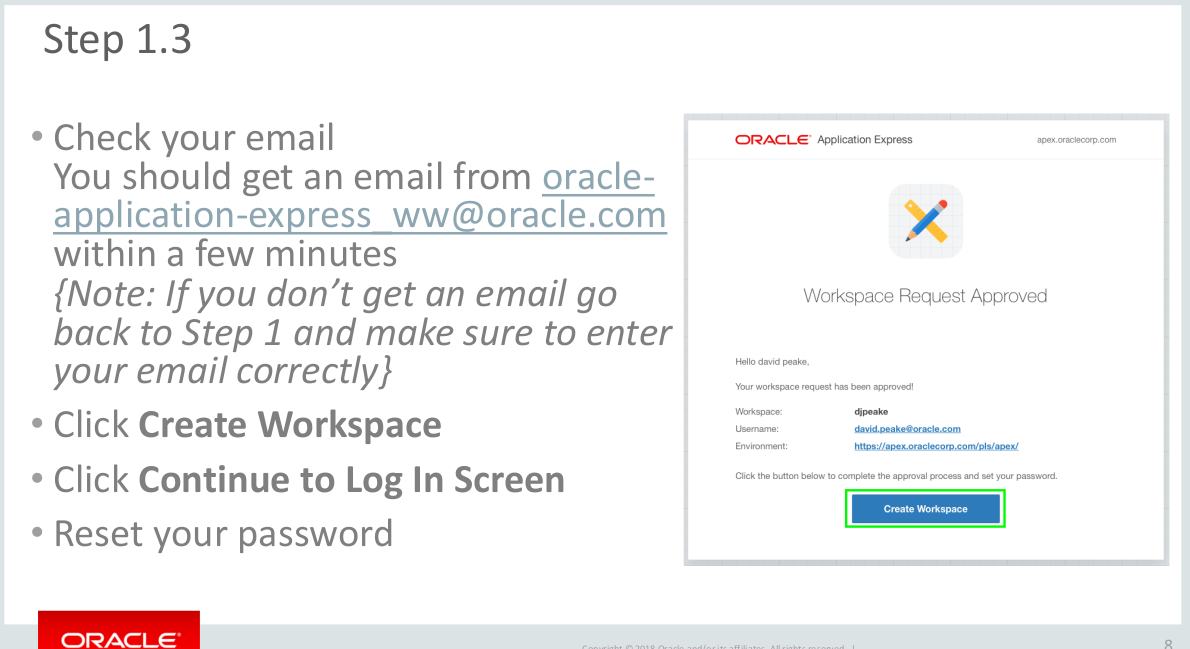 Step 1.3
• Check your email
You should get an email from oracle-
application-express_ww@oracle.com
within a few minutes
{Note: If you don’t get an email go
back to Step 1 and make sure to enter
your email correctly}
• Click Create Workspace
• Click Continue to Log In Screen
• Reset your password
ORACLE Application Express apex.oraclecorp.com
Workspace Request Approved
Hello david peake,
Your workspace request has been approved!
Workspace: djpeake
Username: david.peake@oracle.com
Environment: https://apex.oraclecorp.com/pls/apex/
Click the button below to complete the approval process and set your password.
Create Workspace
ORACLE
Copyright © 2018 Oracle and/or its affiliates. All rights reserved. |
8